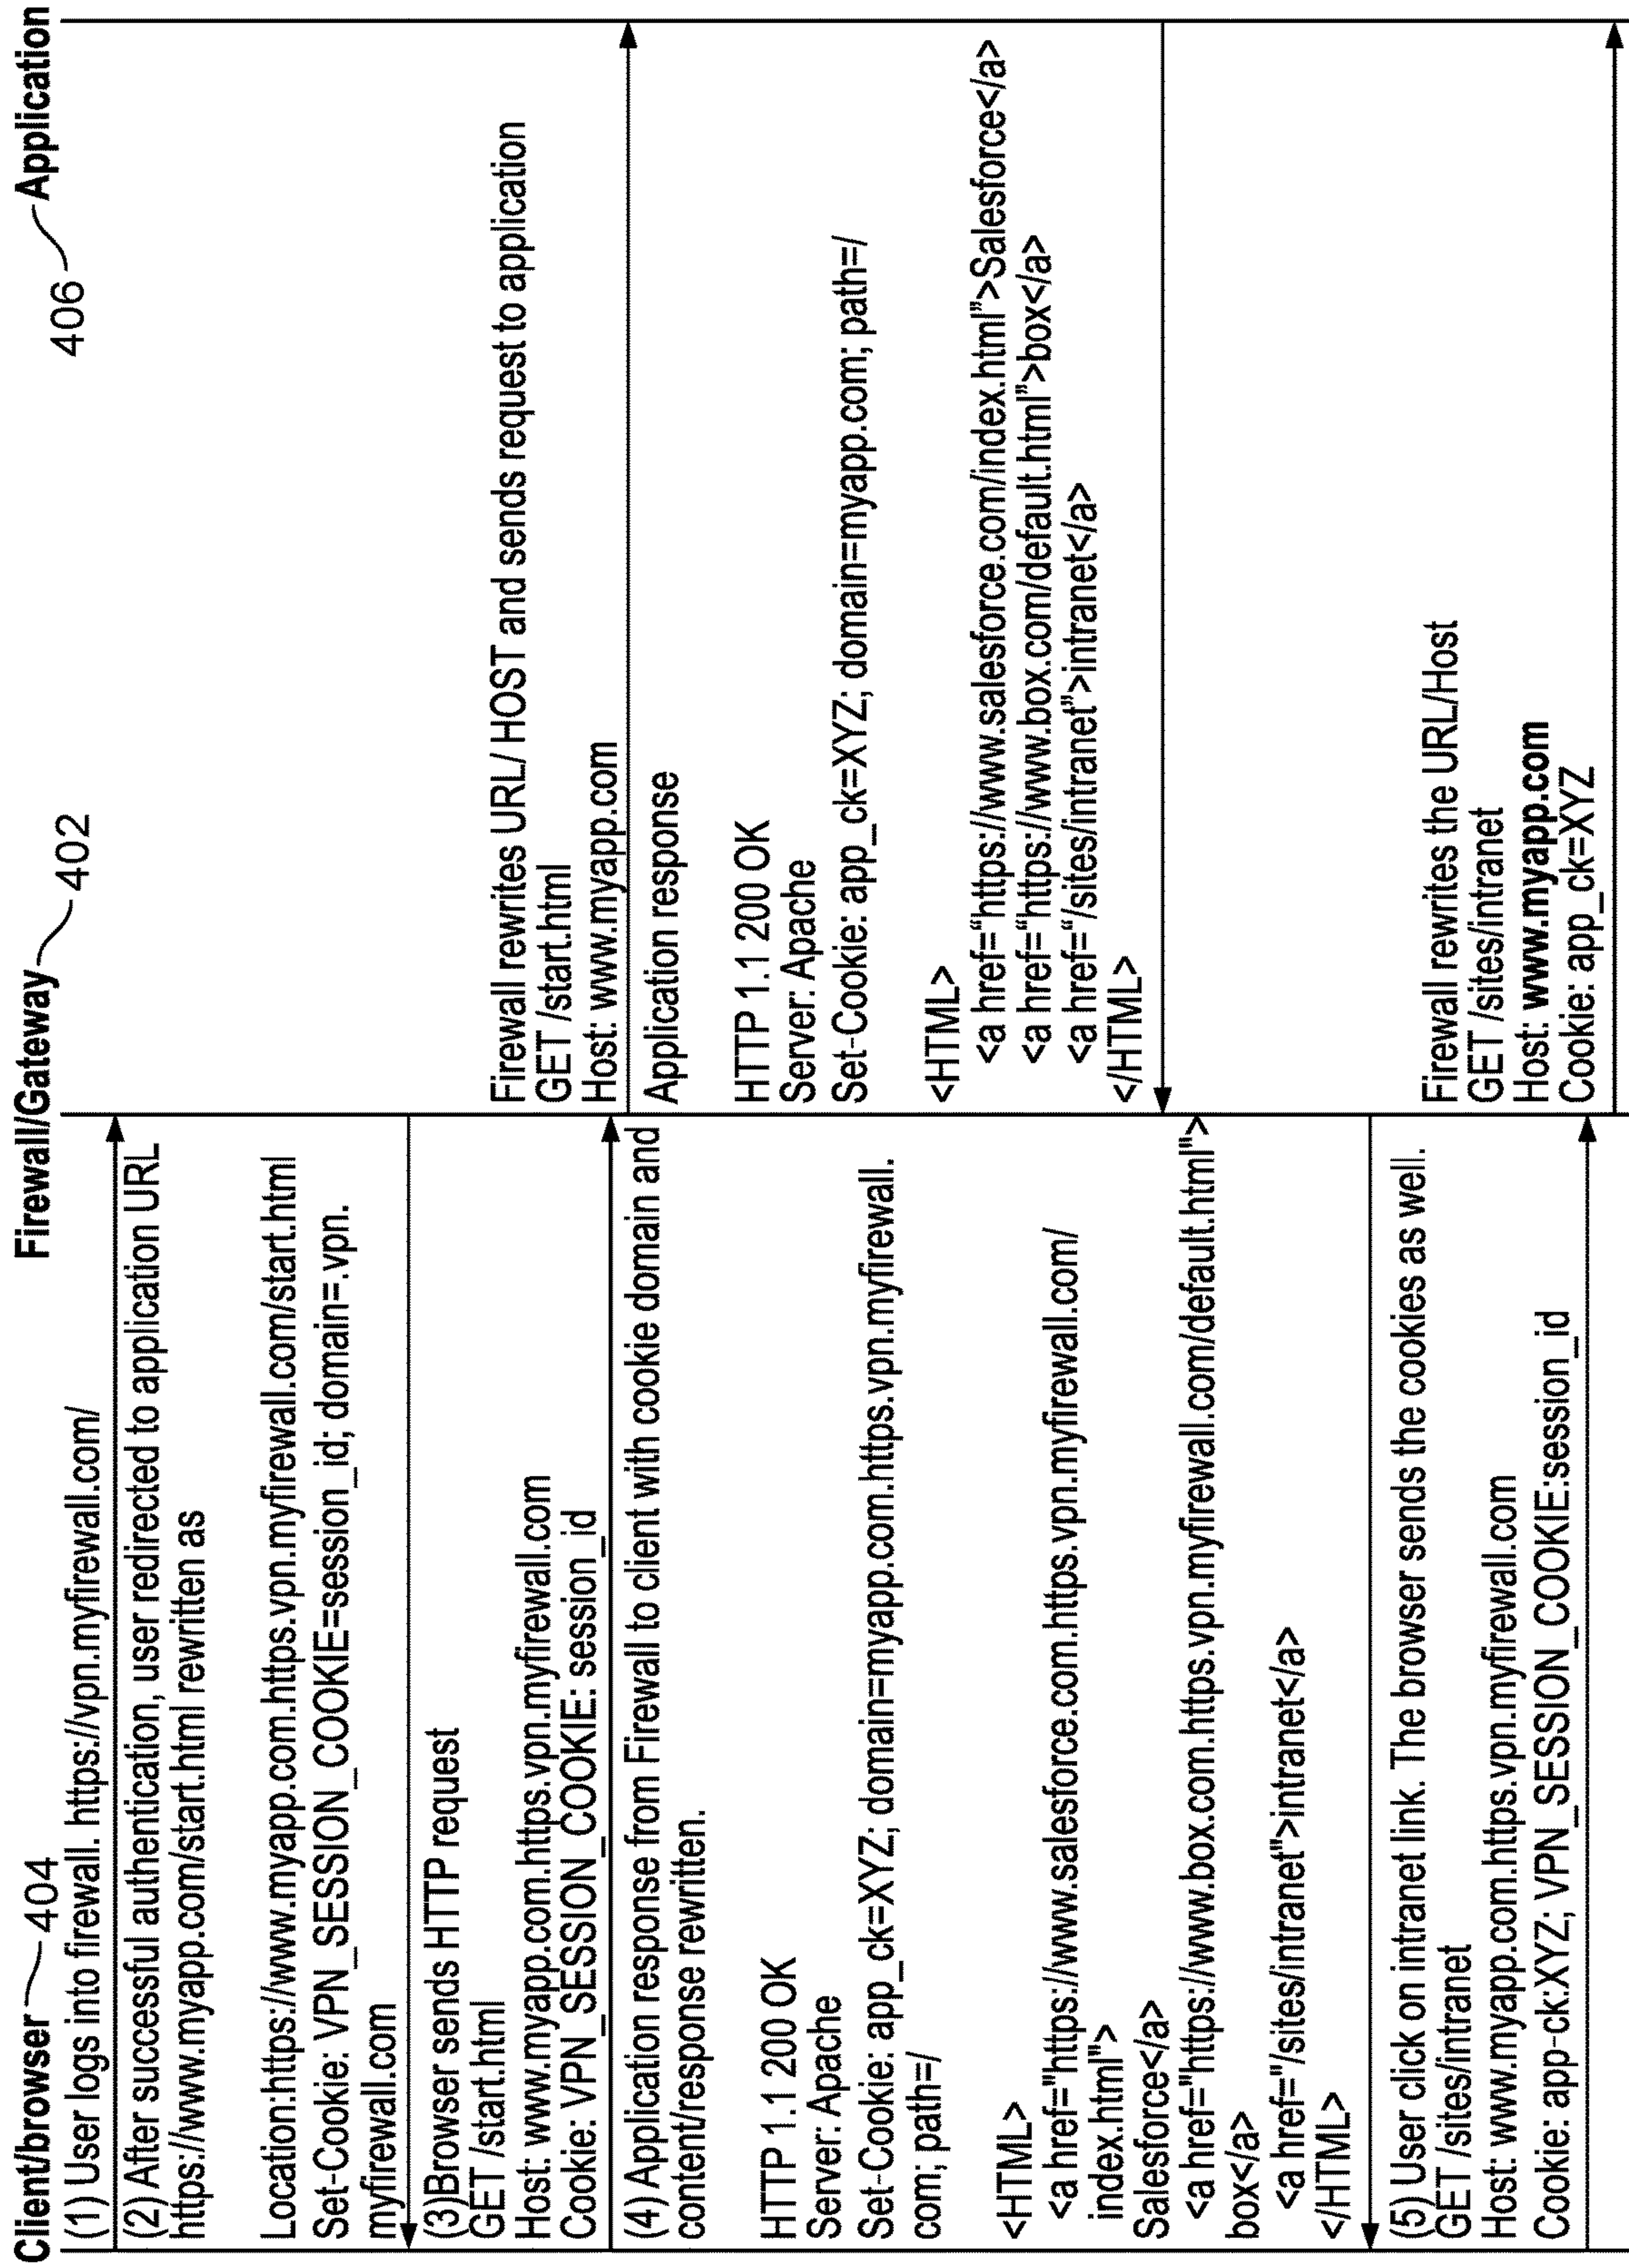 Client/browser 404
Firewall/Gateway 402
Application
406
(1) User logs into firewall. https://vpn.myfirewall.com/
(2) After successful authentication, user redirected to application URL
https://www.myapp.com/start.html rewritten as
Location:https://www.myapp.com.https.vpn.myfirewall.com/start.html
Set-Cookie: VPN_SESSION_COOKIE=session_id; domain=.vpn.
myfirewall.com
(3)Browser sends HTTP request
GET /start.html
Host: www.myapp.com.https.vpn.myfirewall.com
Cookie: VPN_SESSION_COOKIE: session_id
Firewall rewrites URL/ HOST and sends request to application
GET /start.html
Host: www.myapp.com
Application response
HTTP 1.1 200 OK
Server: Apache
Set-Cookie: app_ck=XYZ; domain=myapp.com; path=/
<HTML>
<a href=“https://www.salesforce.com/index.html”>Salesforce</a>
<a href=“https://www.box.com/default.html”>box</a>
<a href=“/sites/intranet”>intranet</a>
</HTML>
(4) Application response from Firewall to client with cookie domain and
content/response rewritten.
HTTP 1.1 200 OK
Server: Apache
Set-Cookie: app_ck=XYZ; domain=myapp.com.https.vpn.myfirewall.
com; path=/
<HTML>
<a href="https://www.salesforce.com.https.vpn.myfirewall.com/
index.html">
Salesforce</a>
<a href="https://www.box.com.https.vpn.myfirewall.com/default.html">
box</a>
<a href="/sites/intranet">intranet</a>
</HTML>
(5) User click on intranet link. The browser sends the cookies as well.
GET /sites/intranet
Host: www.myapp.com.https.vpn.myfirewall.com
Cookie: app-ck:XYZ; VPN_SESSION_COOKIE:session_id
Firewall rewrites the URL/Host
GET /sites/intranet
Host: www.myapp.com
Cookie: app_ck=XYZ